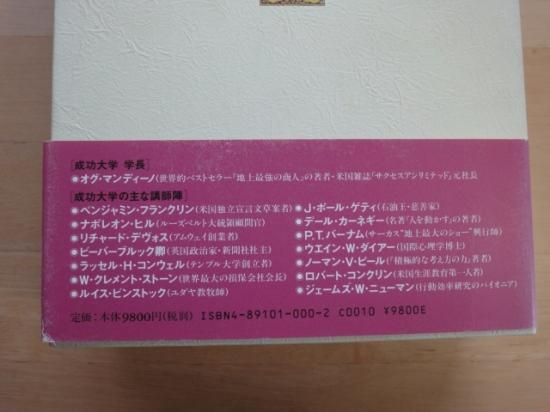 [成功大学 学長]
●オグ・マンディーノ(世界的ベストセラー「地上最強の商人」の著者・米国雑誌「サクセスアンリミテッド」元社長
[成功大学の主な講師陣]
●ベンジャミン・フランクリン(米国独立宣言文草案者)
●ナポレオン・ヒル(ルーズベルト大統領顧問官)
●リチャード・デヴォス(アムウェイ創業者)
●ビーバーブルック卿(英国政治家・新聞社社主)
●ラッセル・H・コンウェル(テンプル大学創立者)
●W・クレメント・ストーン(世界最大の損保会社会長)
●ルイス・ビンストック(ユダヤ教牧師)
●J・ポール・ゲティ(石油王・慈善家)
●デール・カーネギー(名著「人を動かす」の著者)
●P.T.バーナム(サーカス"地上最大のショー"興行師)
●ウエイン・W・ダイアー(国際心理学博士)
●ノーマン・V・ピール(「積極的な考え方の力」著者)
●ロバート・コンクリン(米国生涯教育第一人者)
●ジェームズ・W・ニューマン(行動効率研究のパイオニア)
定価:本体9800円(税別) ISBN4-89101-000-2 C0010 ¥9800E